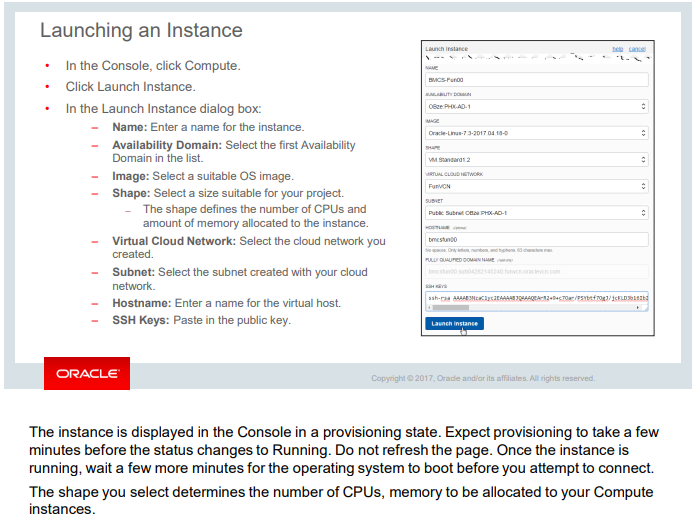 Launching an Instance
• In the Console, click Compute.
• Click Launch Instance.
• In the Launch Instance dialog box:
– Name: Enter a name for the instance.
– Availability Domain: Select the first Availability
Domain in the list.
– Image: Select a suitable OS image.
– Shape: Select a size suitable for your project.
– The shape defines the number of CPUs and
amount of memory allocated to the instance.
– Virtual Cloud Network: Select the cloud network you
created.
– Subnet: Select the subnet created with your cloud
network.
– Hostname: Enter a name for the virtual host.
– SSH Keys: Paste in the public key.
Launch Instance help cancel
NAME
BMCS-Fun00
AVAILABILITY DOMAIN
OBze:PHX-AD-1
IMAGE
Oracle-Linux-7.3-2017.04.18-0
SHAPE
VM.Standard1.2
VIRTUAL CLOUD NETWORK
FunVCN
SUBNET
Public Subnet OBze:PHX-AD-1
HOSTNAME (Optional)
bmcsfun00
No spaces. Only letters, numbers, and hyphens. 63 characters max.
FULLY QUALIFIED DOMAIN NAME
SSH KEYS
ssh-rsa
Launch Instance
ORACLE
Copyright © 2017, Oracle and/or its affiliates. All rights reserved.
The instance is displayed in the Console in a provisioning state. Expect provisioning to take a few
minutes before the status changes to Running. Do not refresh the page. Once the instance is
running, wait a few more minutes for the operating system to boot before you attempt to connect.
The shape you select determines the number of CPUs, memory to be allocated to your Compute
instances.